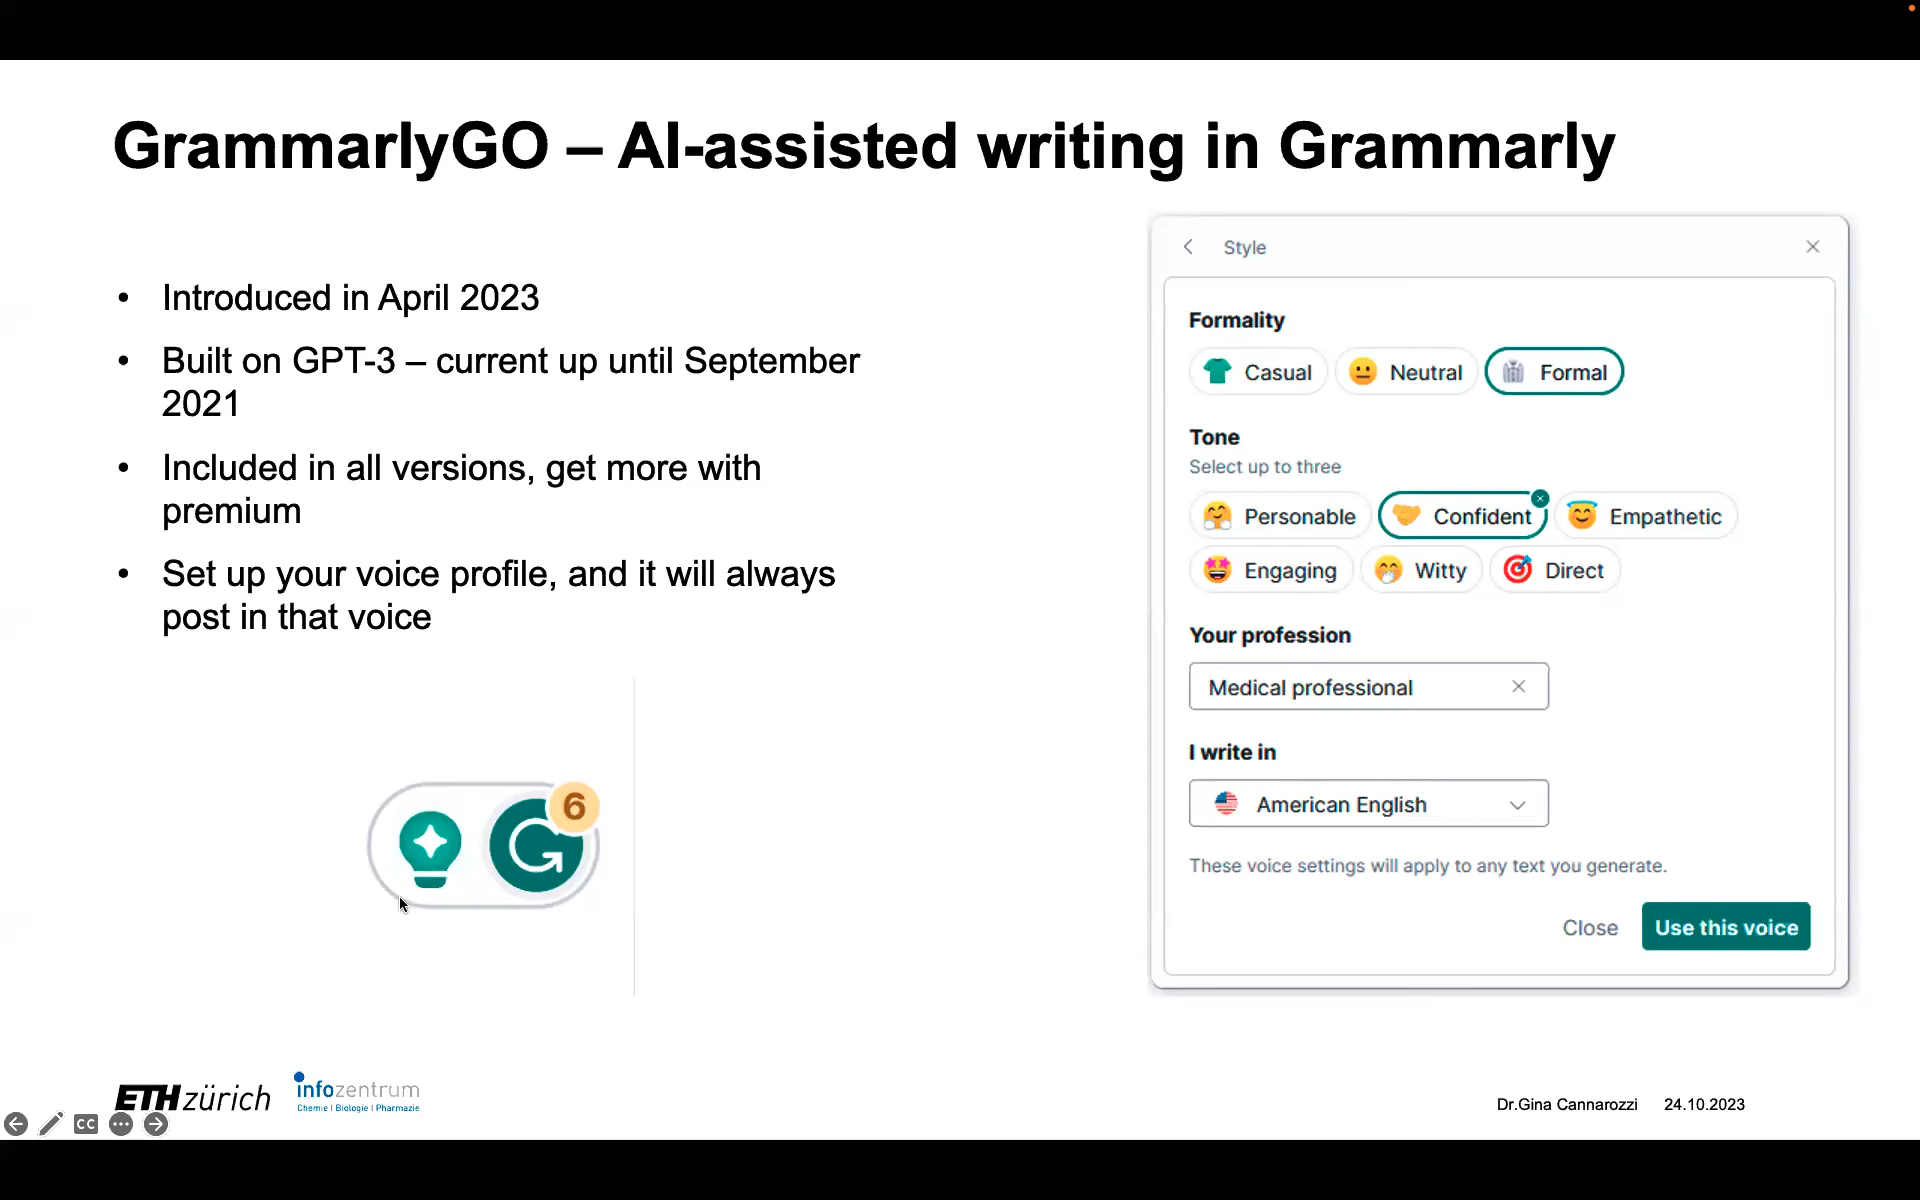 GrammarlyGO – AI-assisted writing in Grammarly
• Introduced in April 2023
• Built on GPT-3 – current up until September
2021
• Included in all versions, get more with
premium
• Set up your voice profile, and it will always
post in that voice
6
Style
Formality
Casual Neutral Formal
Tone
Select up to three
Personable Confident Empathetic
Engaging Witty Direct
Your profession
Medical professional
I write in
American English
These voice settings will apply to any text you generate.
Close Use this voice
ETH zürich
infozentrum
Chemie | Biologie | Pharmazie
CC
Dr.Gina Cannarozzi 24.10.2023